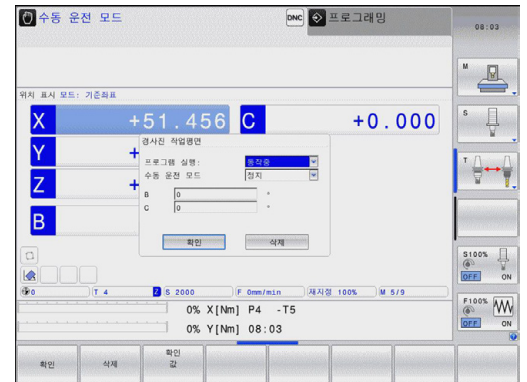 수동 운전 모드
DNC
프로그래밍
08:03
위치 표시 모드: 기준좌표
X +51.456
C +0.000
Y +
Z +
B
경사진 작업평면
프로그램 실행: 동작중
수동 운전 모드 정지
B 0 °
C 0 °
확인 삭제
M
S
T
0 T 4 Z S 2000 F 0mm/min 재지정 100% M 5/9
0% X[Nm] P4 -T5
0% Y[Nm] 08:03
S100%
OFF ON
F100%
OFF ON
확인 삭제 확인 값